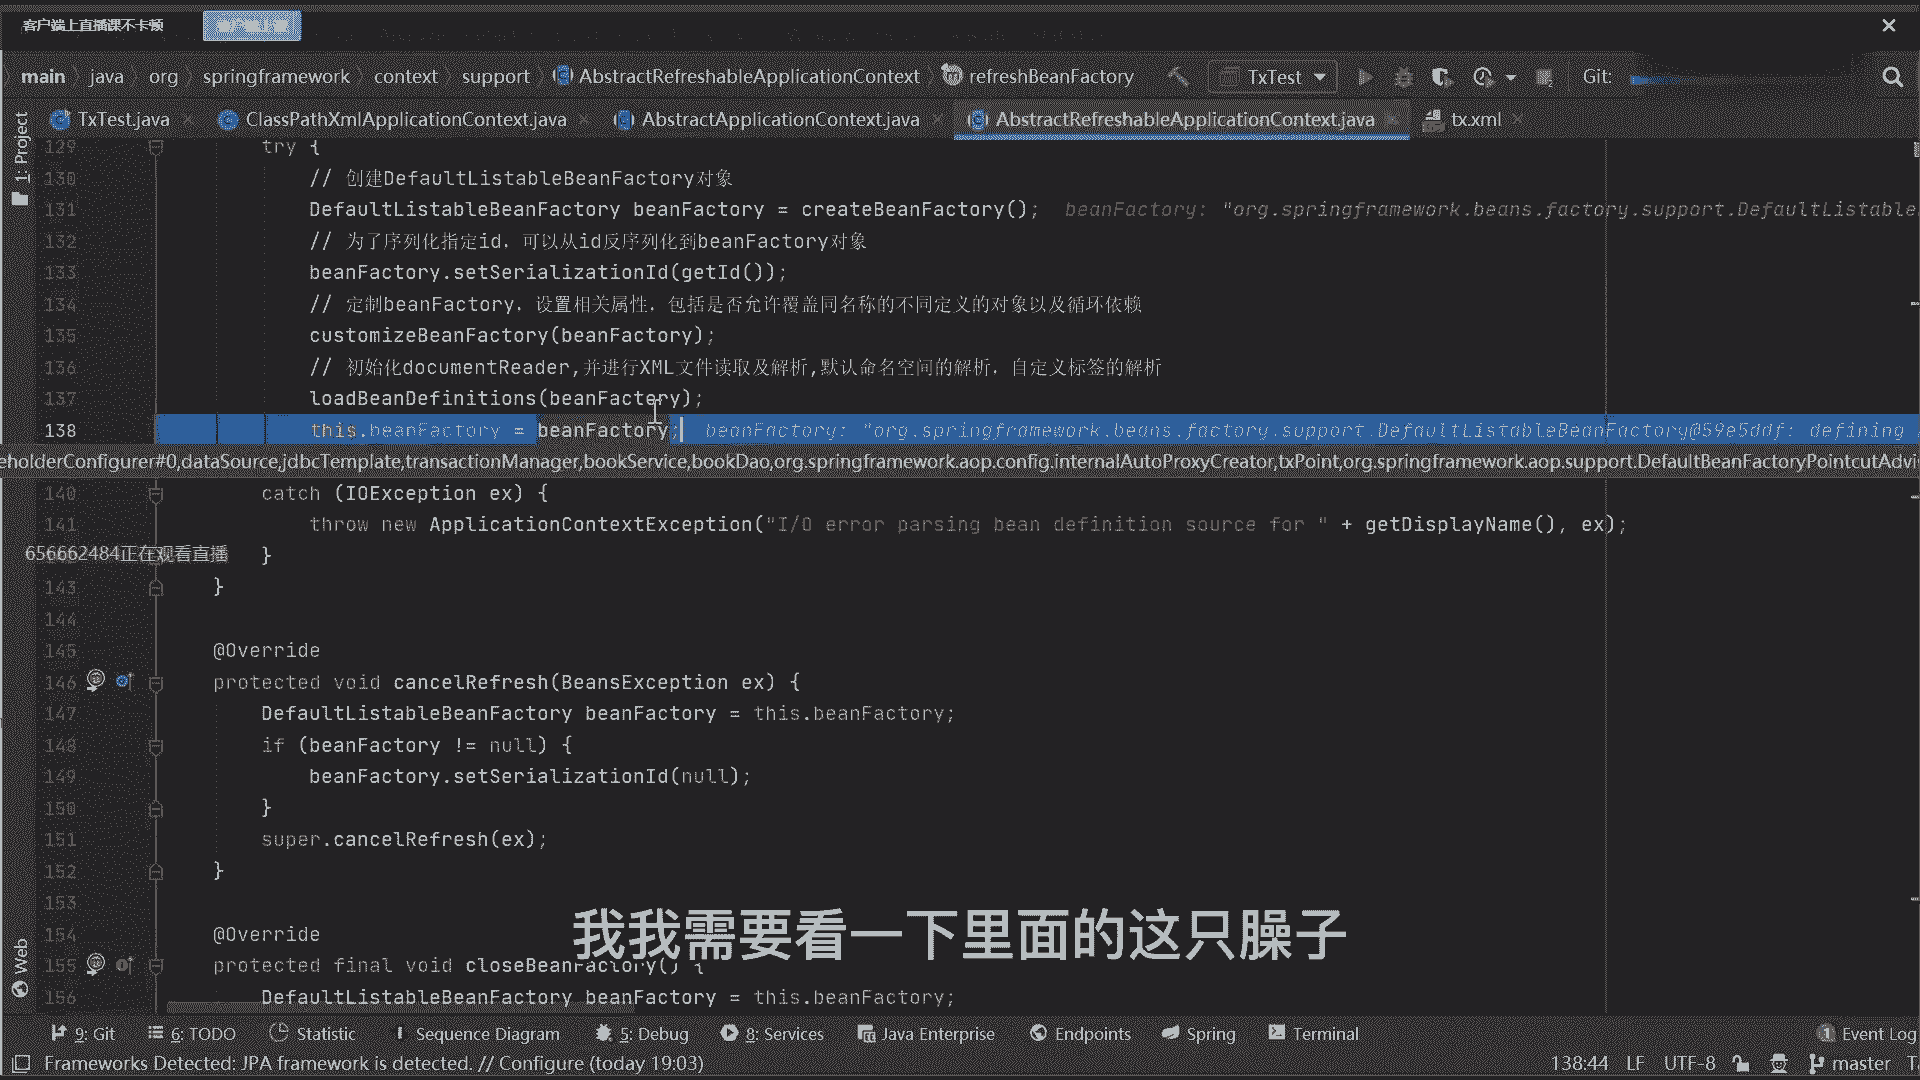 客户端上直播课不卡顿
main java org springframework context support AbstractRefreshableApplicationContext refreshBeanFactory TxTest Git:
TxTest.java ClassPathXmlApplicationContext.java AbstractApplicationContext.java AbstractRefreshableApplicationContext.java tx.xml
1: Project
129 try {
130 // 创建DefaultListableBeanFactory对象
131 DefaultListableBeanFactory beanFactory = createBeanFactory(); beanFactory: "org.springframework.beans.factory.support.DefaultListable
132 // 为了序列化指定id，可以从id反序列化到beanFactory对象
133 beanFactory.setSerializationId(getId());
134 // 定制beanFactory，设置相关属性，包括是否允许覆盖同名称的不同定义的对象以及循环依赖
135 customizeBeanFactory(beanFactory);
136 // 初始化documentReader,并进行XML文件读取及解析,默认命名空间的解析，自定义标签的解析
137 loadBeanDefinitions(beanFactory);
138 this.beanFactory = beanFactory; beanFactory: "org.springframework.beans.factory.support.DefaultListableBeanFactory@59e5ddf: defining
eholderConfigurer#0,dataSource,jdbcTemplate,transactionManager,bookService,bookDao,org.springframework.aop.config.internalAutoProxyCreator,txPoint,org.springframework.aop.support.DefaultBeanFactoryPointcutAdvi
140 catch (IOException ex) {
141 throw new ApplicationContextException("I/O error parsing bean definition source for " + getDisplayName(), ex);
656662484正在观看直播 }
143 }
144
145 @Override
146 protected void cancelRefresh(BeansException ex) {
147 DefaultListableBeanFactory beanFactory = this.beanFactory;
148 if (beanFactory != null) {
149 beanFactory.setSerializationId(null);
150 }
151 super.cancelRefresh(ex);
152 }
153
154 @Override
155 protected final void closeBeanFactory() {
156 DefaultListableBeanFactory beanFactory = this.beanFactory;
我我需要看一下里面的这只臊子
Web
9: Git 6: TODO Statistic Sequence Diagram 5: Debug 8: Services Java Enterprise Endpoints Spring Terminal 1 Event Log
Frameworks Detected: JPA framework is detected. // Configure (today 19:03) 138:44 LF UTF-8 master